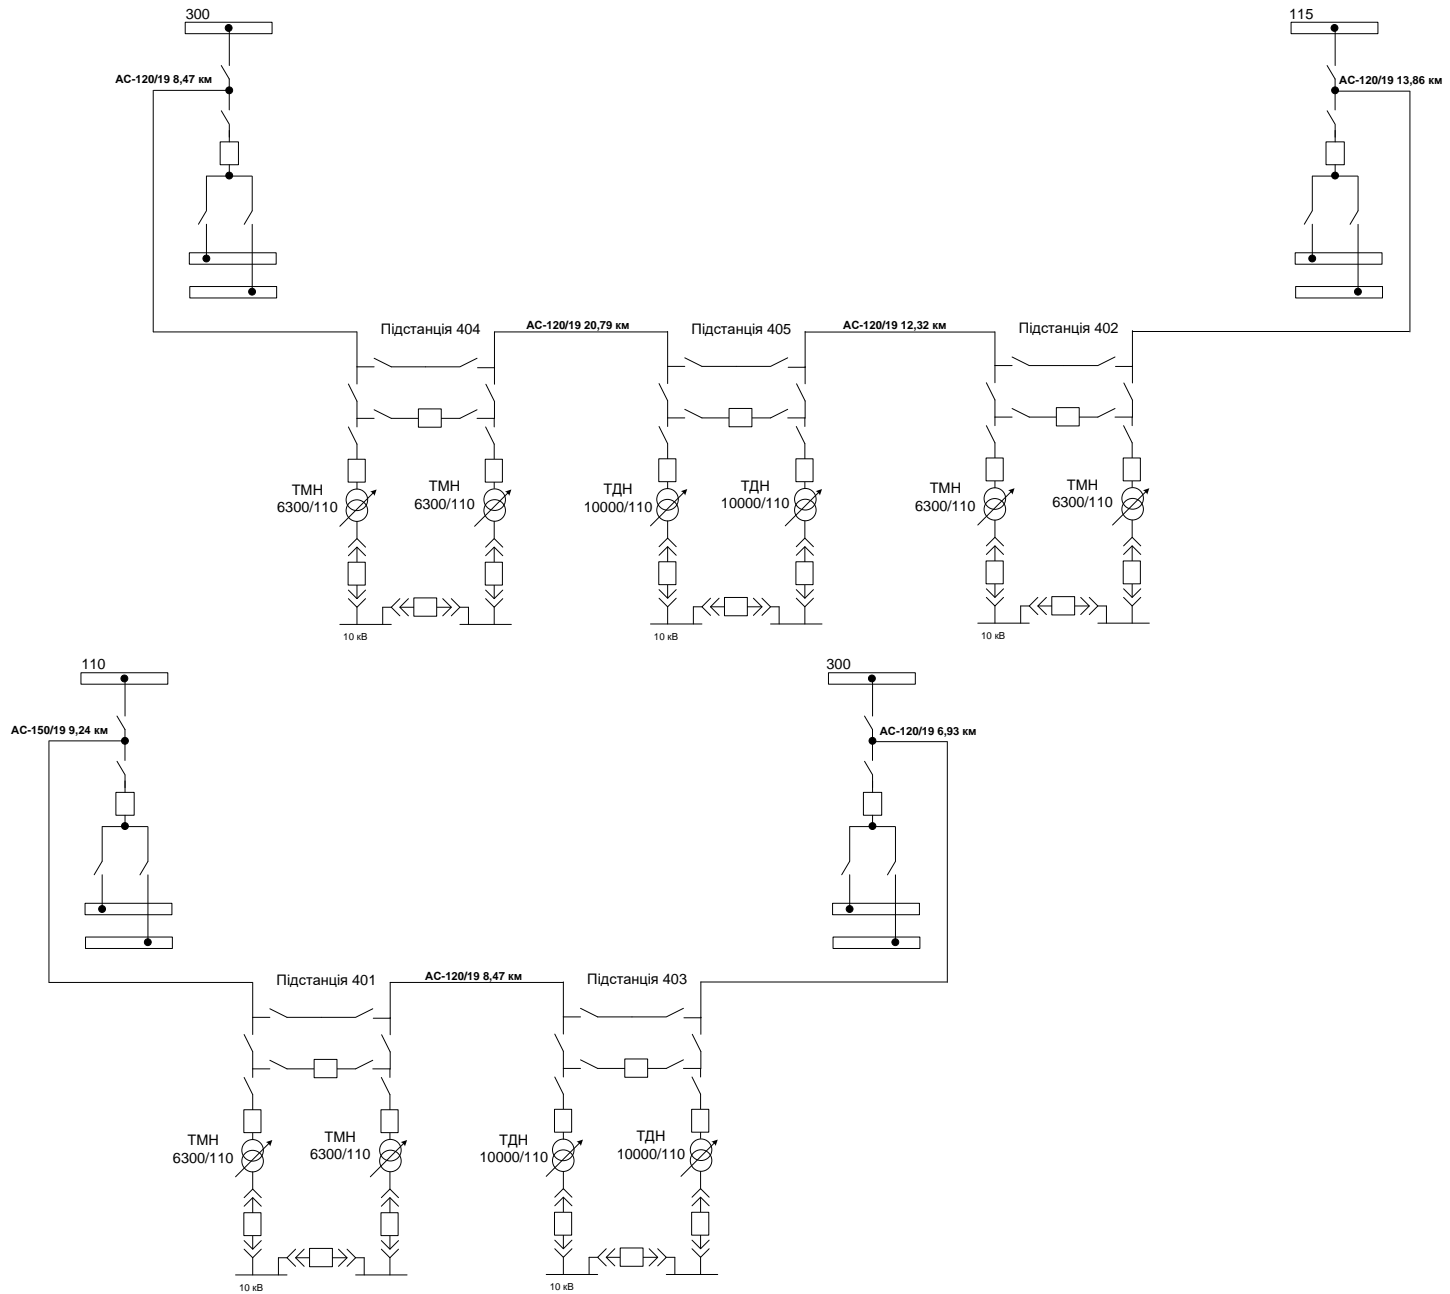 300
115
АС-120/19 8,47 км
АС-120/19 13,86 км
Підстанція 404
АС-120/19 20,79 км
Підстанція 405
АС-120/19 12,32 км
Підстанція 402
ТМН
6300/110
ТМН
6300/110
ТДН
10000/110
ТДН
10000/110
ТМН
6300/110
ТМН
6300/110
10 кВ
10 кВ
10 кВ
110
300
АС-150/19 9,24 км
АС-120/19 6,93 км
Підстанція 401
АС-120/19 8,47 км
Підстанція 403
ТМН
6300/110
ТМН
6300/110
ТДН
10000/110
ТДН
10000/110
10 кВ
10 кВ